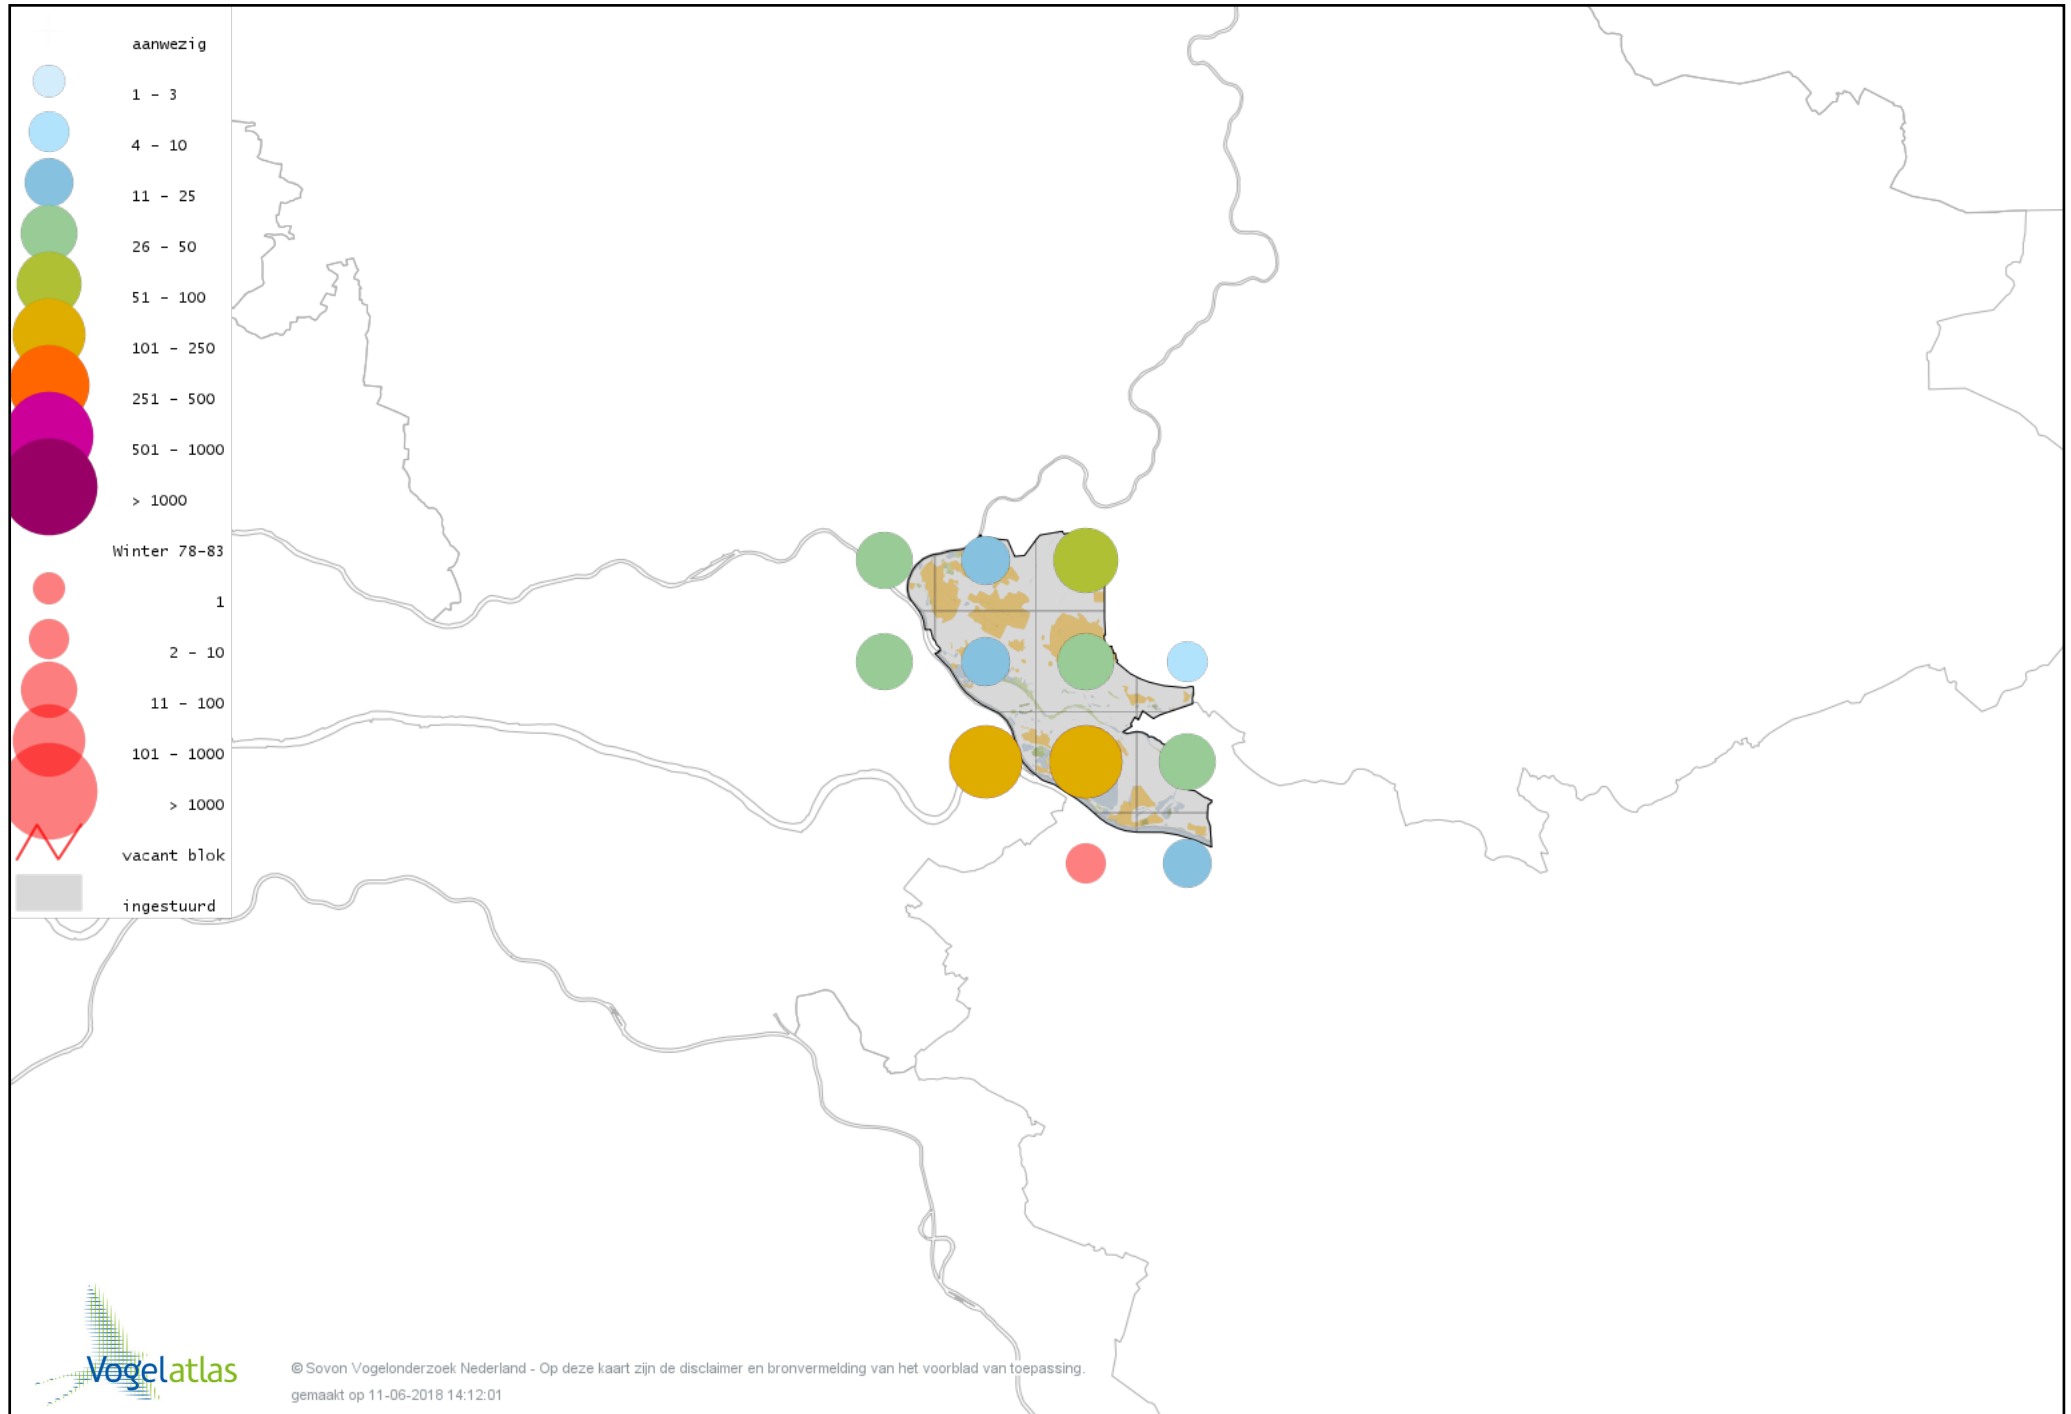 aanwezig
1 - 3
4 - 10
11 - 25
26 - 50
51 - 100
101 - 250
251 - 500
501 - 1000
> 1000
Winter 78-83
1
2 - 10
11 - 100
101 - 1000
> 1000
vacant blok
ingestuurd
Vogelatlas
© Sovon Vogelonderzoek Nederland - Op deze kaart zijn de disclaimer en bronvermelding van het voorblad van toepassing.
gemaakt op 11-06-2018 14:12:01